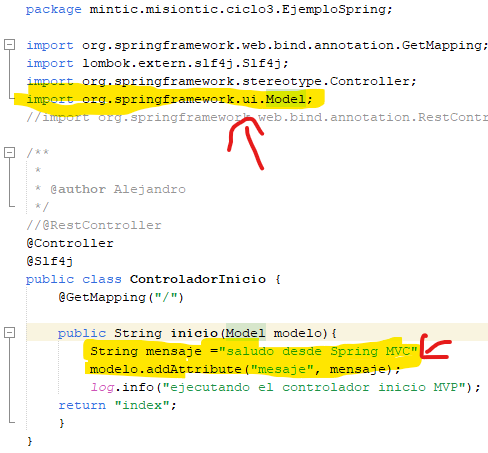 package mintic.misiontic.ciclo3.EjemploSpring;
import org.springframework.web.bind.annotation.GetMapping;
import lombok.extern.slf4j.Slf4j;
import org.springframework.stereotype.Controller;
import org.springframework.ui.Model;
//import org.springframework.web.bind.annotation.RestContr
/**
*
* @author Alejandro
*/
//@RestController
@Controller
@Slf4j
public class ControladorInicio {
@GetMapping("/")
public String inicio(Model modelo){
String mensaje ="saludo desde Spring MVC"
modelo.addAttribute("mesaje", mensaje);
log.info("ejecutando el controlador inicio MVP");
return "index";
}
}